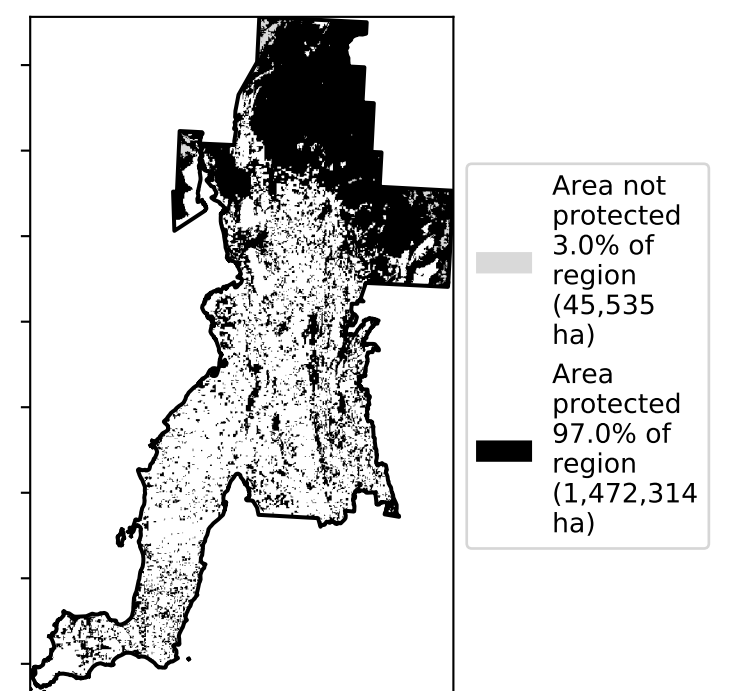 Area not
protected
3.0% of
region
(45,535
ha)
Area
protected
97.0% of
region
(1,472,314
ha)